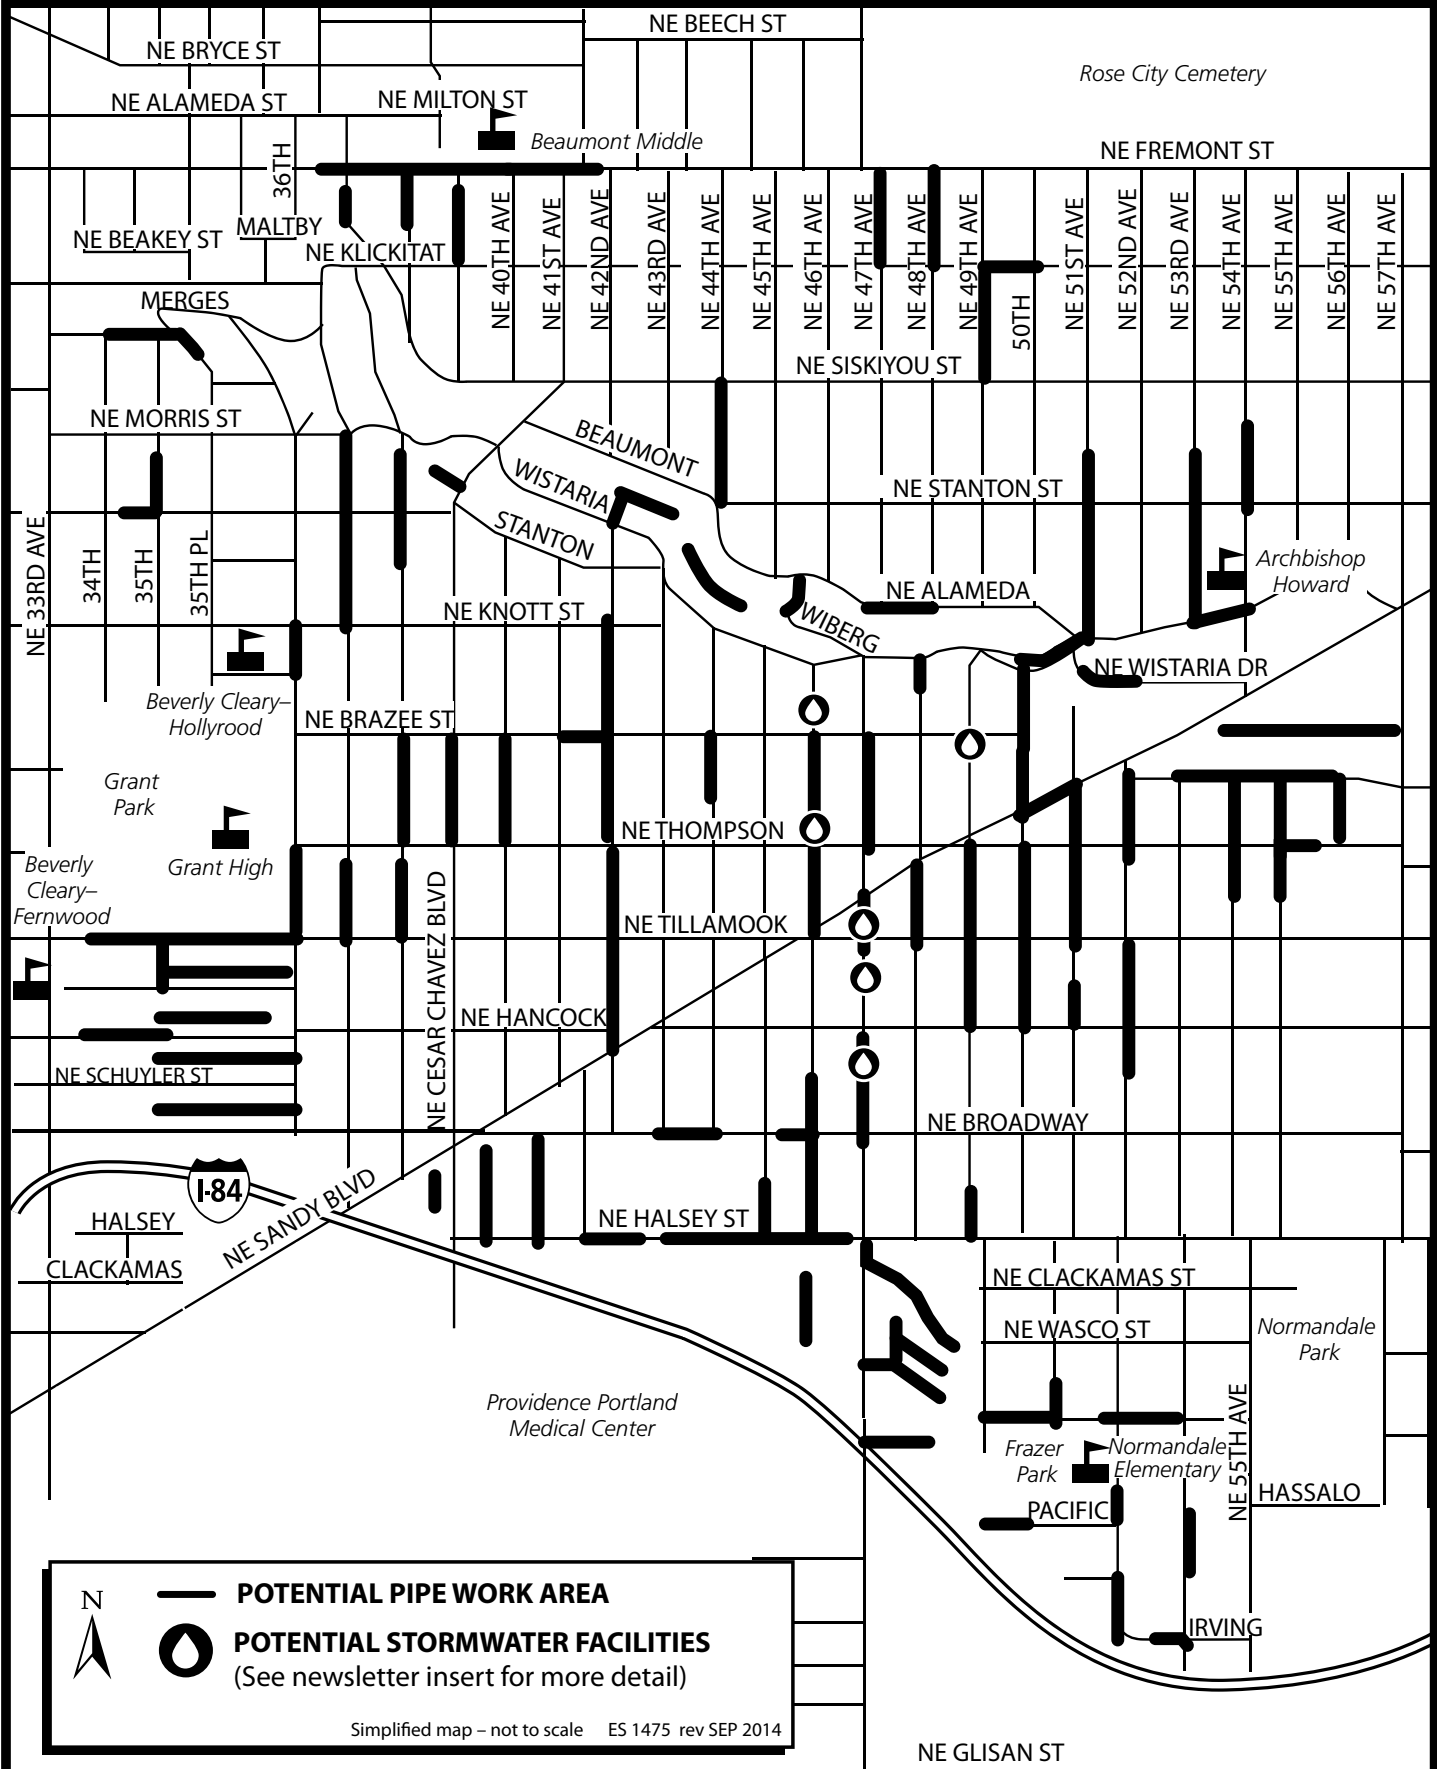 NE BEECH ST
NE BRYCE ST
Rose City Cemetery
NE ALAMEDA ST
NE MILTON ST
Beaumont Middle
NE FREMONT ST
36TH
MALTBY
NE BEAKEY ST
NE KLICKITAT
NE 40TH AVE
NE 41ST AVE
NE 42ND AVE
NE 43RD AVE
NE 44TH AVE
NE 45TH AVE
NE 46TH AVE
NE 47TH AVE
NE 48TH AVE
NE 49TH AVE
50TH
NE 51ST AVE
NE 52ND AVE
NE 53RD AVE
NE 54TH AVE
NE 55TH AVE
NE 56TH AVE
NE 57TH AVE
MERGES
NE SISKIYOU ST
NE MORRIS ST
BEAUMONT
WISTARIA
NE STANTON ST
STANTON
NE 33RD AVE
34TH
35TH
35TH PL
Archbishop
Howard
NE ALAMEDA
NE KNOTT ST
WIBERG
NE WISTARIA DR
Beverly Cleary–
Hollyrood
NE BRAZEE ST
Grant
Park
NE THOMPSON
Beverly
Cleary–
Fernwood
Grant High
NE CESAR CHAVEZ BLVD
NE TILLAMOOK
NE HANCOCK
NE SCHUYLER ST
NE BROADWAY
I-84
NE SANDY BLVD
HALSEY
NE HALSEY ST
CLACKAMAS
NE CLACKAMAS ST
NE WASCO ST
Normandale
Park
Providence Portland
Medical Center
NE 55TH AVE
Frazer
Park
Normandale
Elementary
HASSALO
PACIFIC
IRVING
N
POTENTIAL PIPE WORK AREA
POTENTIAL STORMWATER FACILITIES
(See newsletter insert for more detail)
Simplified map – not to scale ES 1475 rev SEP 2014
NE GLISAN ST